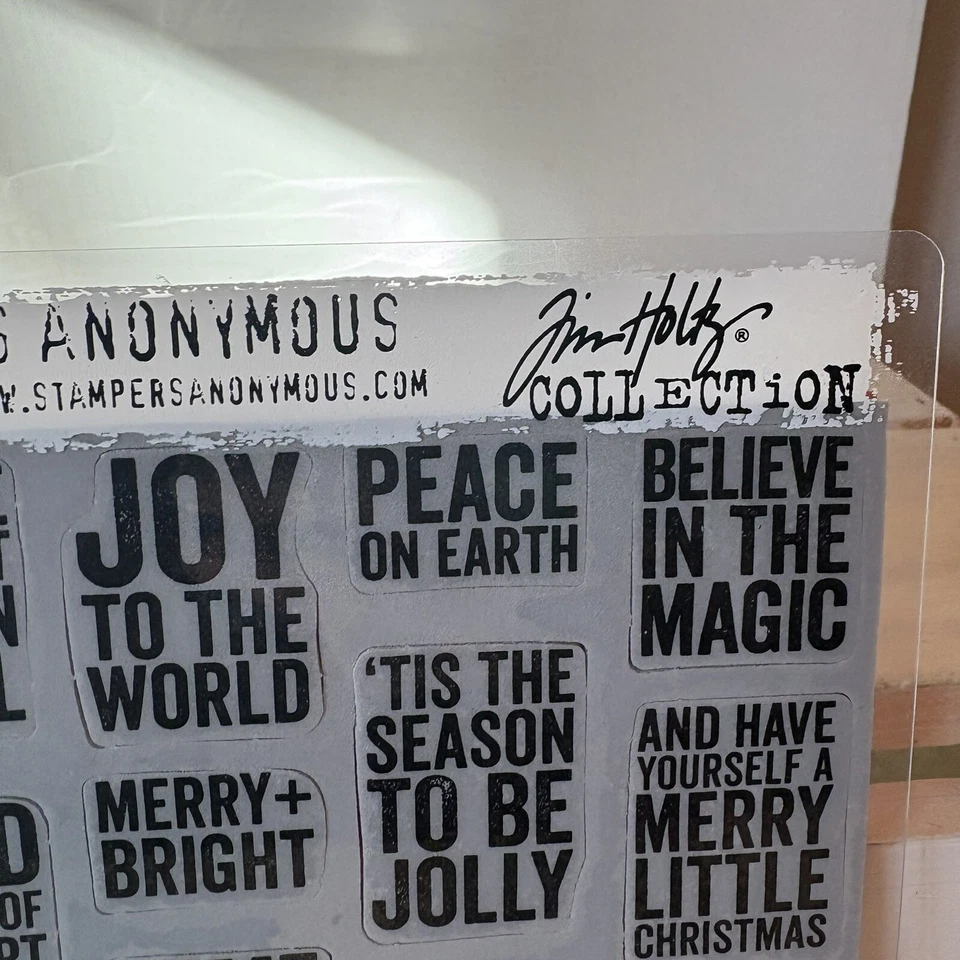 ANONYMOUS
.STAMPERSANONYMOUS.COM
Tim Holtz®
COLLECTiON
JOY
TO THE
WORLD
MERRY+
BRIGHT
PEACE
ON EARTH
‘TIS THE
SEASON
TO BE
JOLLY
BELIEVE
IN THE
MAGIC
AND HAVE
YOURSELF A
MERRY
LITTLE
CHRISTMAS
OF